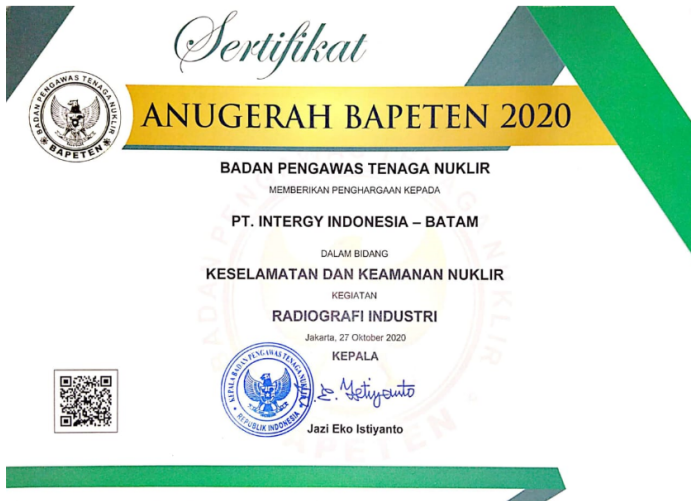 Sertifikat
BADAN PENGAWAS TENAGA NUKLIR
BAPETEN
ANUGERAH BAPETEN 2020
BADAN PENGAWAS TENAGA NUKLIR
MEMBERIKAN PENGHARGAAN KEPADA
PT. INTERGY INDONESIA – BATAM
DALAM BIDANG
KESELAMATAN DAN KEAMANAN NUKLIR
KEGIATAN
RADIOGRAFI INDUSTRI
Jakarta, 27 Oktober 2020
KEPALA
KEPALA BADAN PENGAWAS TENAGA NUKLIR
REPUBLIK INDONESIA
Jazi Eko Istiyanto